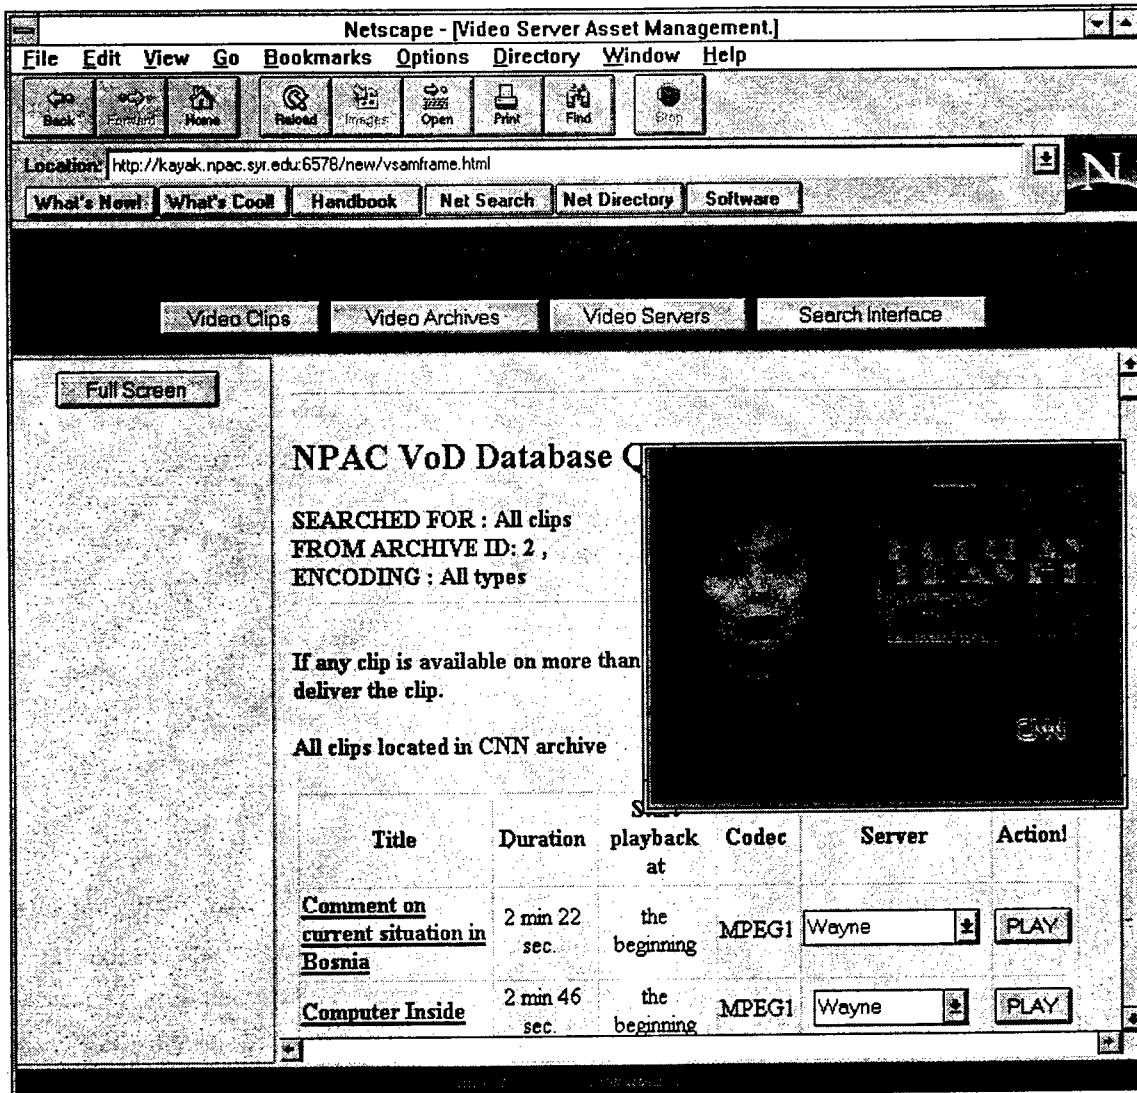 Netscape - [Video Server Asset Management.]
File Edit View Go Bookmarks Options Directory Window Help
Back Forward Home Reload Images Open Print Find Stop
Location: http://kayak.npac.syr.edu:6578/new/vsamframe.html
N
What's New! What's Cool! Handbook Net Search Net Directory Software
Video Clips Video Archives Video Servers Search Interface
Full Screen
NPAC VoD Database Q
SEARCHED FOR : All clips
FROM ARCHIVE ID: 2 ,
ENCODING : All types
If any clip is available on more than
deliver the clip.
CNN
All clips located in CNN archive
Title Duration Start playback at Codec Server Action!
Comment on current situation in Bosnia 2 min 22 sec. the beginning MPEG1 Wayne PLAY
Computer Inside 2 min 46 sec. the beginning MPEG1 Wayne PLAY